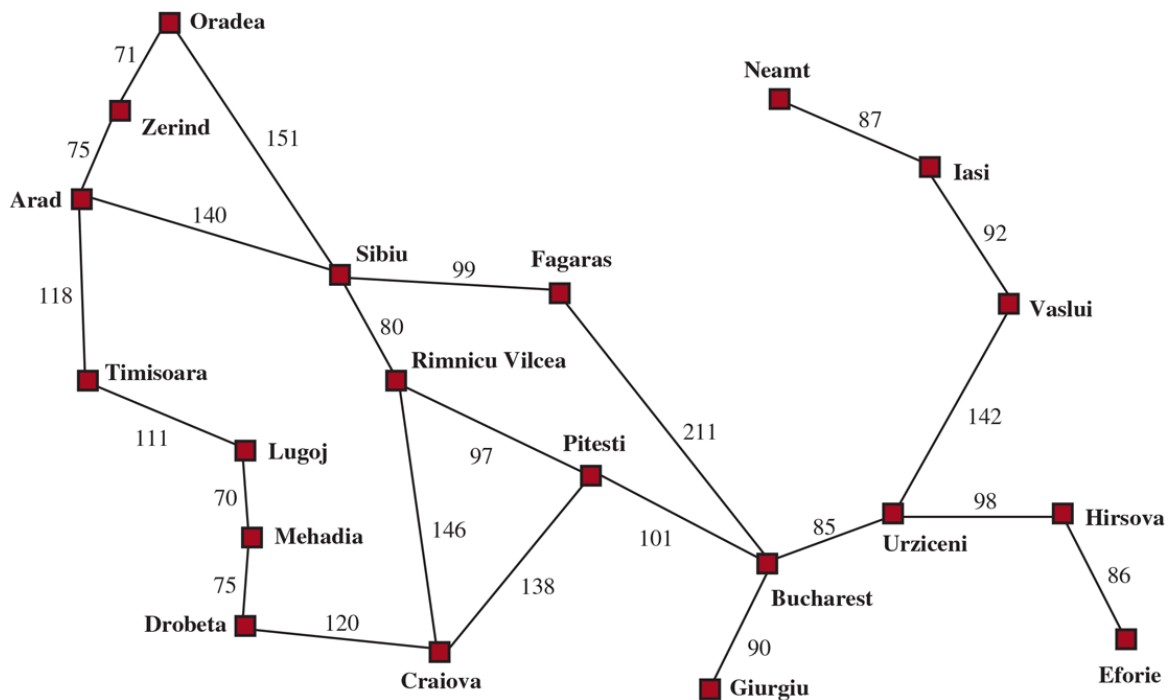 Oradea
71
Neamt
Zerind
87
151
75
Iasi
Arad
140
92
Sibiu
Fagaras
99
118
Vaslui
80
Rimnicu Vilcea
Timisoara
142
111
211
Pitesti
Lugoj
97
70
98
Hirsova
146
101
85
Urziceni
Mehadia
86
75
138
Bucharest
Drobeta
120
90
Eforie
Craiova
Giurgiu